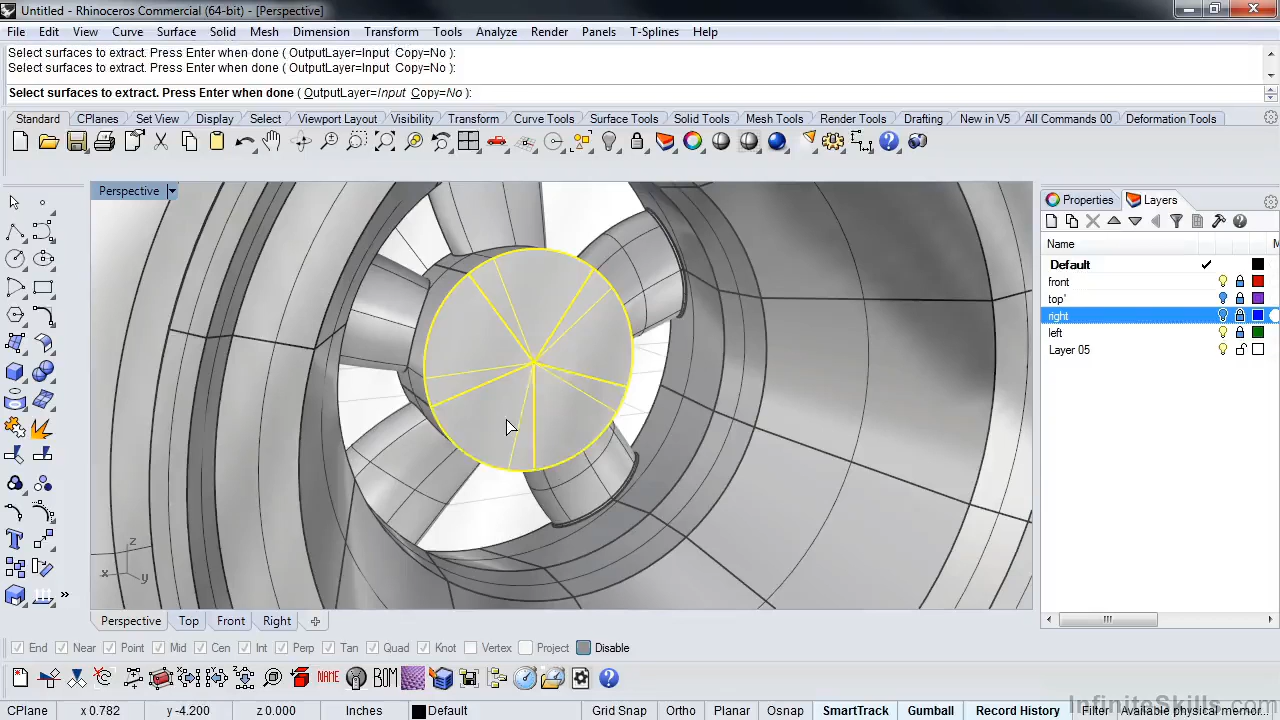 Untitled - Rhinoceros Commercial (64-bit) - [Perspective]
File Edit View Curve Surface Solid Mesh Dimension Transform Tools Analyze Render Panels T-Splines Help
Select surfaces to extract. Press Enter when done ( OutputLayer=Input Copy=No ):
Select surfaces to extract. Press Enter when done ( OutputLayer=Input Copy=No ):
Select surfaces to extract. Press Enter when done ( OutputLayer=Input Copy=No ):
Standard CPlanes Set View Display Select Viewport Layout Visibility Transform Curve Tools Surface Tools Solid Tools Mesh Tools Render Tools Drafting New in V5 All Commands 00 Deformation Tools
Perspective
Properties Layers
Name M
Default
front
top'
right
left
Layer 05
z
x y
Perspective Top Front Right
End Near Point Mid Cen Int Perp Tan Quad Knot Vertex Project Disable
NAME BOM
CPlane x 0.782 y -4.200 z 0.000 Inches Default Grid Snap Ortho Planar Osnap SmartTrack Gumball Record History Filter Available physical memor...
InfiniteSkills.com